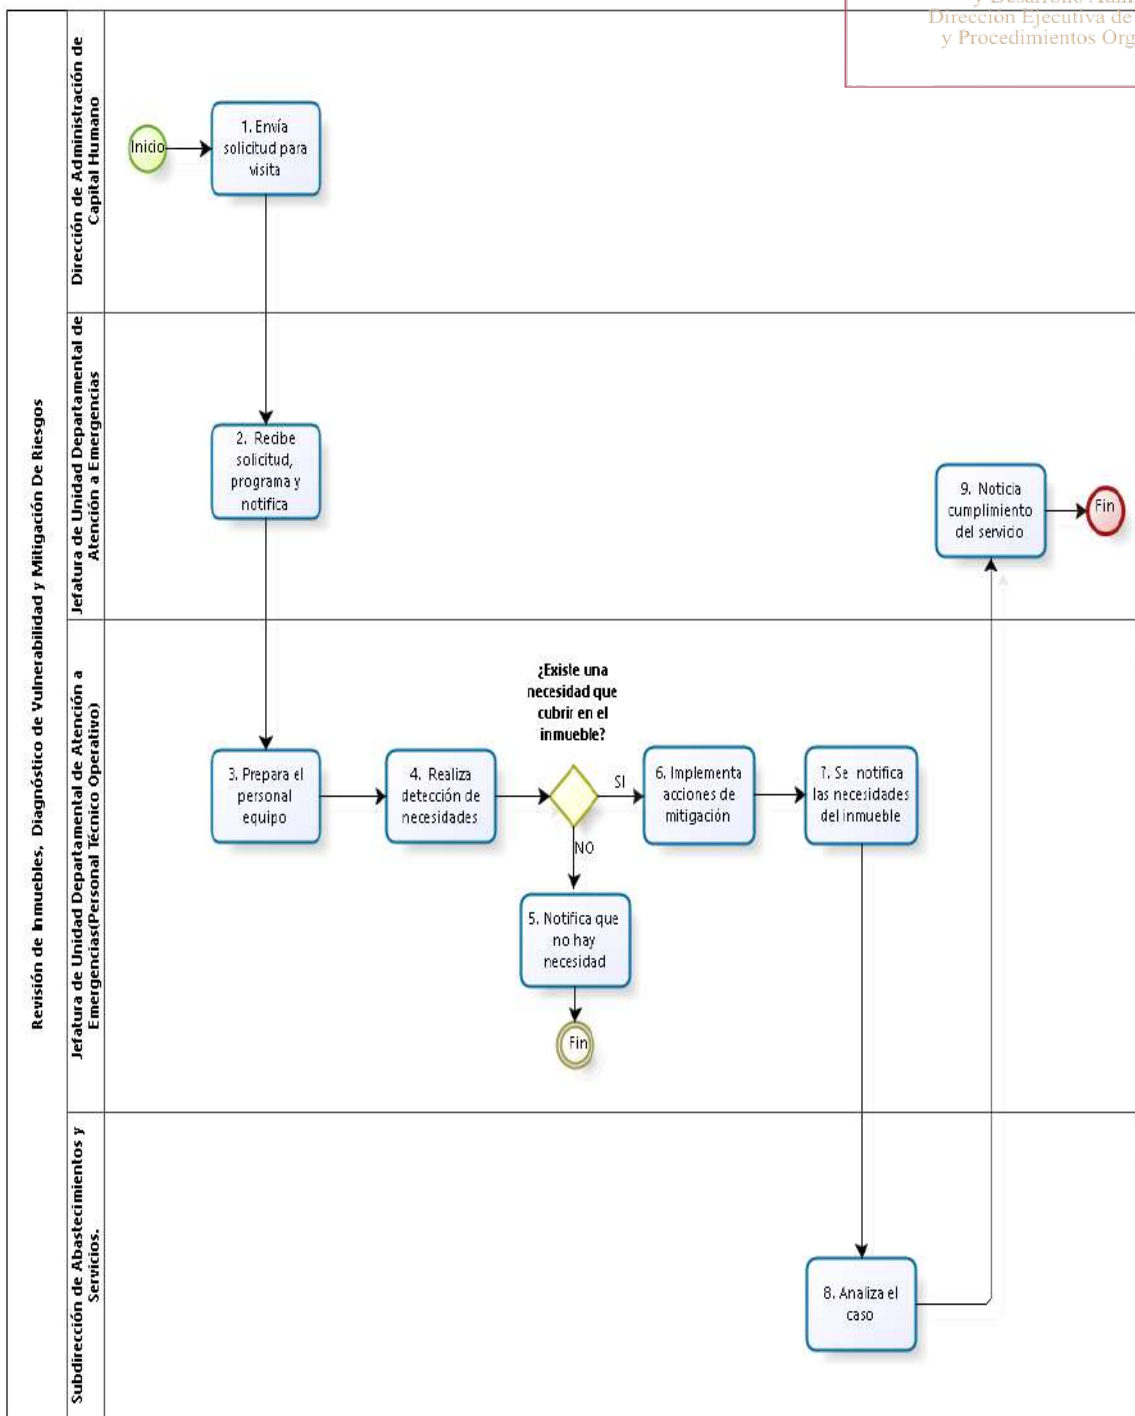 y Desarrollo Admi
Dirección Ejecutiva de
y Procedimientos Org
Revisión de Inmuebles, Diagnóstico de Vulnerabilidad y Mitigación De Riesgos
Dirección de Administración de
Capital Humano
Inicio
1. Envía
solicitud para
visita
Jefatura de Unidad Departamental de
Atención a Emergencias
2. Recibe
solicitud,
programa y
notifica
9. Noticia
cumplimiento
del servicio
Fin
Jefatura de Unidad Departamental de Atención a
Emergencias(Personal Técnico Operativo)
¿Existe una
necesidad que
cubrir en el
inmueble?
3. Prepara el
personal
equipo
4. Realiza
detección de
necesidades
SI
6. Implementa
acciones de
mitigación
7. Se notifica
las necesidades
del inmueble
NO
5. Notifica que
no hay
necesidad
Fin
Subdirección de Abastecimientos y
Servicios.
8. Analiza el
caso